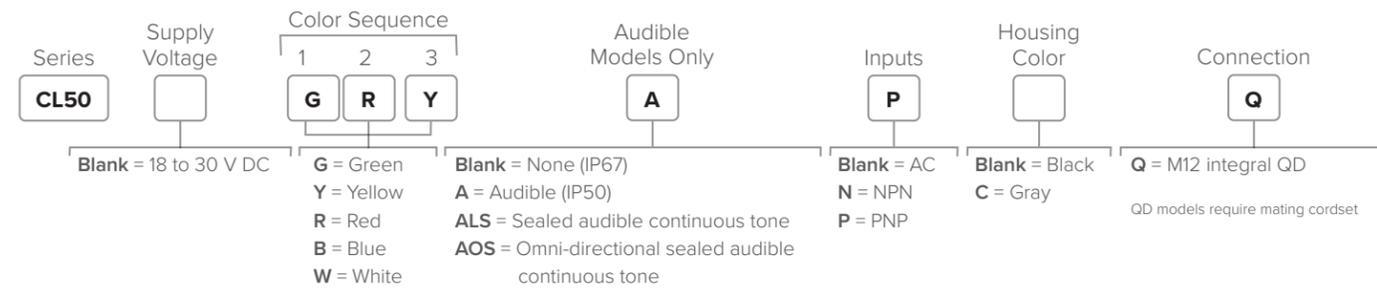 Color Sequence
Supply
Voltage
Audible
Models Only
Housing
Color
Series
1 2 3
Inputs
Connection
CL50
G R Y
A
P
Q
Blank = 18 to 30 V DC
G = Green
Y = Yellow
R = Red
B = Blue
W = White
Blank = None (IP67)
A = Audible (IP50)
ALS = Sealed audible continuous tone
AOS = Omni-directional sealed audible
continuous tone
Blank = AC
N = NPN
P = PNP
Blank = Black
C = Gray
Q = M12 integral QD
QD models require mating cordset